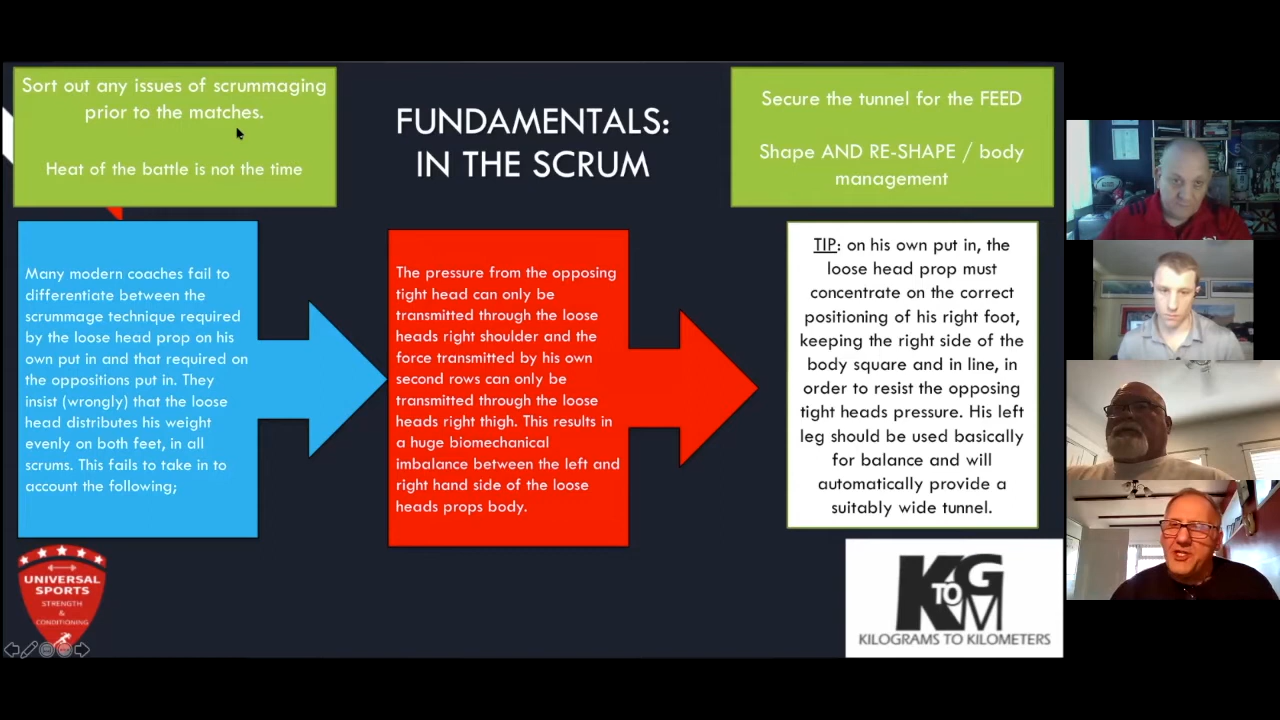 Sort out any issues of scrummaging
prior to the matches.
Heat of the battle is not the time
FUNDAMENTALS:
IN THE SCRUM
Secure the tunnel for the FEED
Shape AND RE-SHAPE / body
management
Many modern coaches fail to
differentiate between the
scrummage technique required
by the loose head prop on his
own put in and that required on
the oppositions put in. They
insist (wrongly) that the loose
head distributes his weight
evenly on both feet, in all
scrums. This fails to take in to
account the following;
The pressure from the opposing
tight head can only be
transmitted through the loose
heads right shoulder and the
force transmitted by his own
second rows can only be
transmitted through the loose
heads right thigh. This results in
a huge biomechanical
imbalance between the left and
right hand side of the loose
heads props body.
TIP: on his own put in, the
loose head prop must
concentrate on the correct
positioning of his right foot,
keeping the right side of the
body square and in line, in
order to resist the opposing
tight heads pressure. His left
leg should be used basically
for balance and will
automatically provide a
suitably wide tunnel.
UNIVERSAL
SPORTS
STRENGTH
&
CONDITIONING
K TO G M
KILOGRAMS TO KILOMETERS